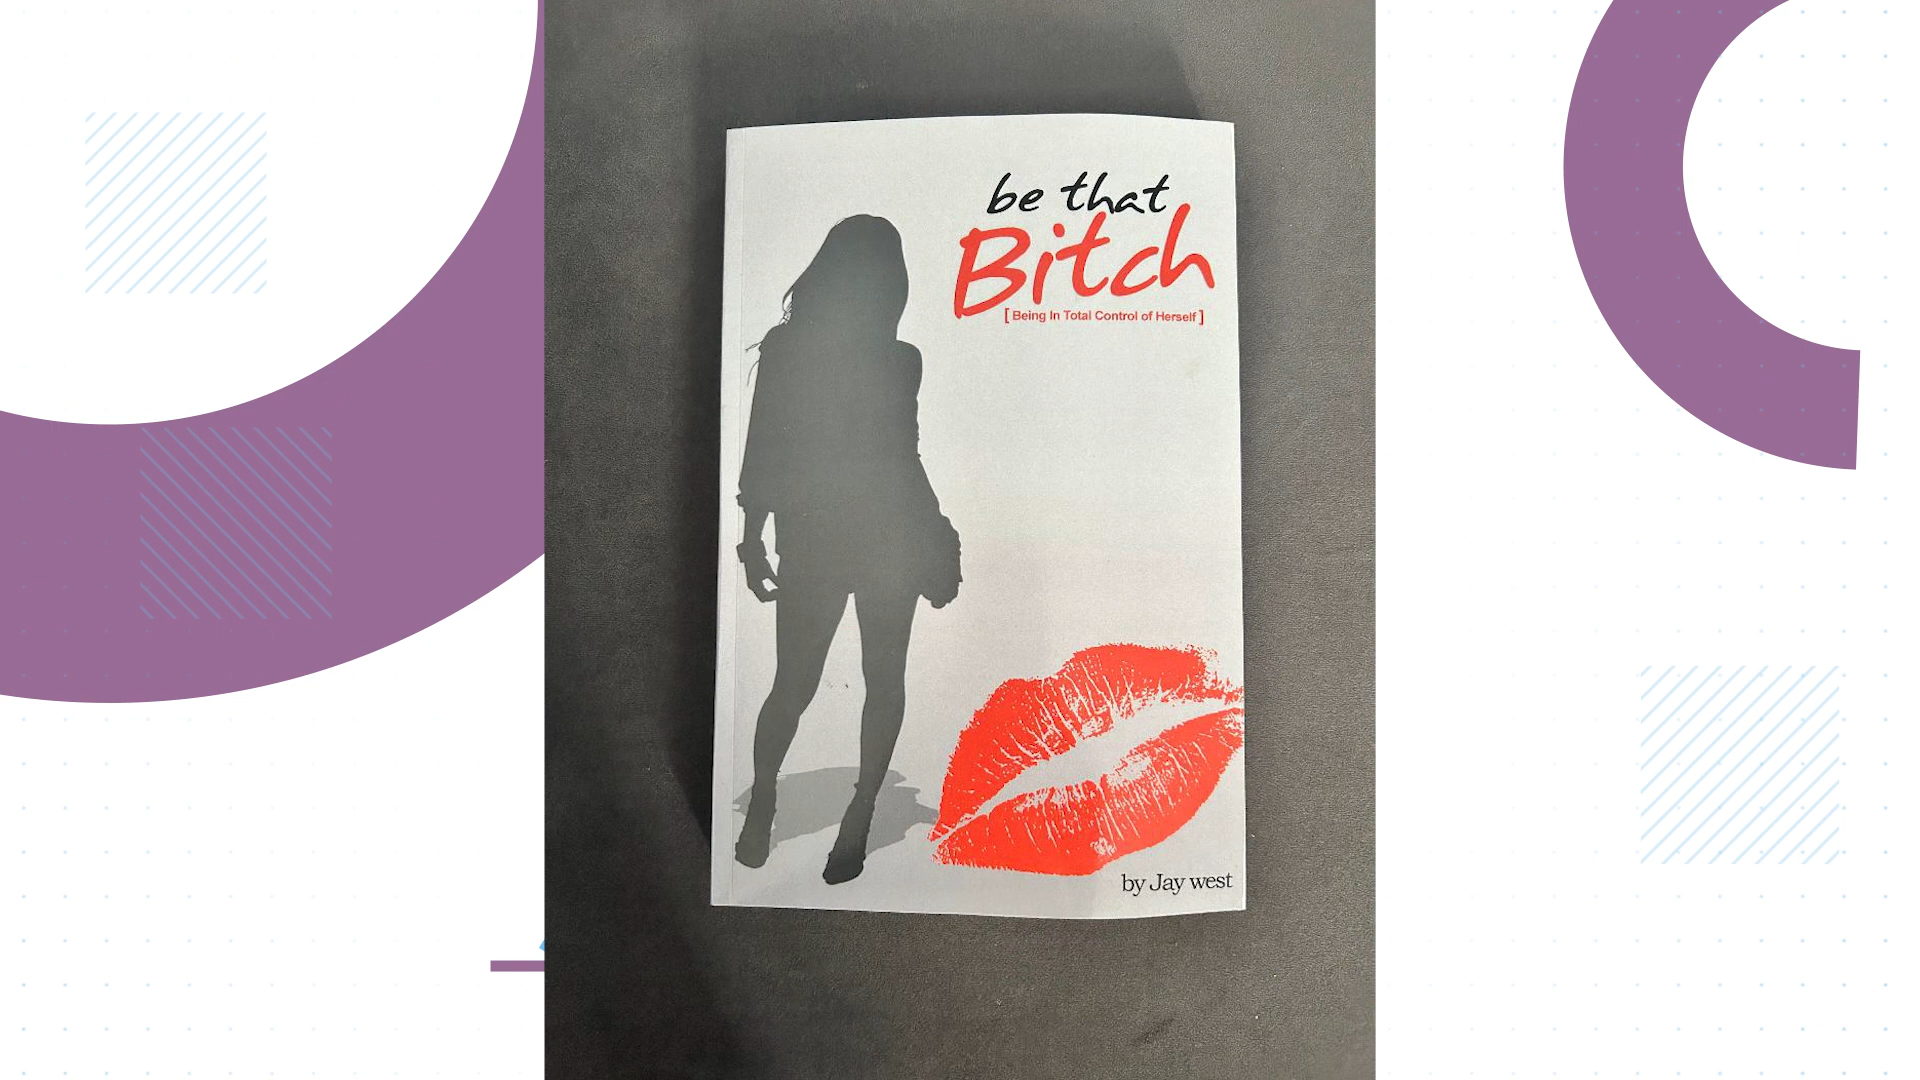 be that
Bitch
[ Being In Total Control of Herself ]
by Jay west